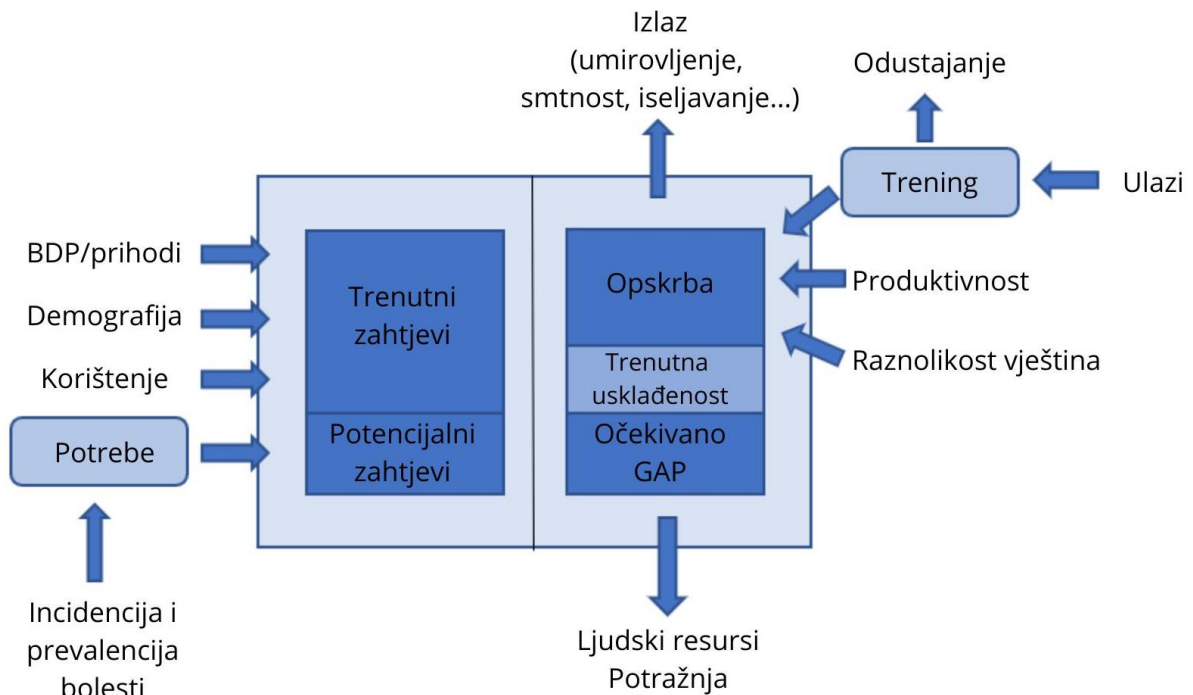 Izlaz
(umirovljenje,
smtnost, iseljavanje...)
Odustajanje
Trening
Ulazi
BDP/prihodi
Demografija
Korištenje
Potrebe
Incidencija i
prevalencija
bolesti
Trenutni
zahtjevi
Potencijalni
zahtjevi
Opskrba
Trenutna
usklađenost
Očekivano
GAP
Produktivnost
Raznolikost vještina
Ljudski resursi
Potražnja